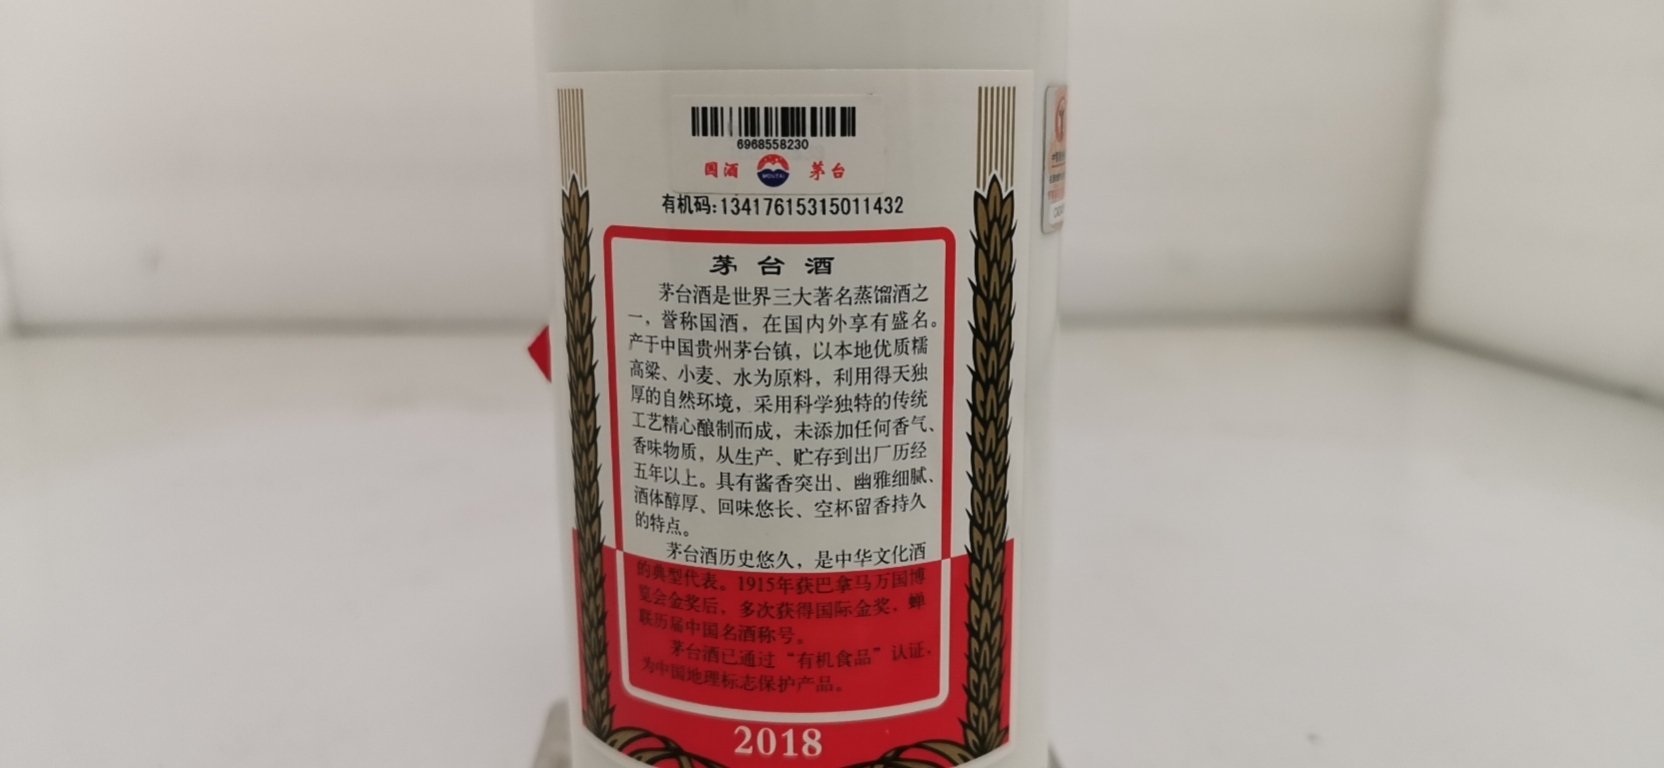 6968558230
国酒 MOUTAI 茅台
有机码:13417615315011432
茅台酒
茅台酒是世界三大著名蒸馏酒之
一，誉称国酒，在国内外享有盛名。
产于中国贵州茅台镇，以本地优质糯
高粱、小麦、水为原料，利用得天独
厚的自然环境，采用科学独特的传统
工艺精心酿制而成，未添加任何香气、
香味物质，从生产、贮存到出厂历经
五年以上。具有酱香突出、幽雅细腻、
酒体醇厚、回味悠长、空杯留香持久
的特点。
茅台酒历史悠久，是中华文化酒
的典型代表。1915年获巴拿马万国博
览会金奖后，多次获得国际金奖，蝉
联历届中国名酒称号。
茅台酒已通过“有机食品”认证，
为中国地理标志保护产品。
2018